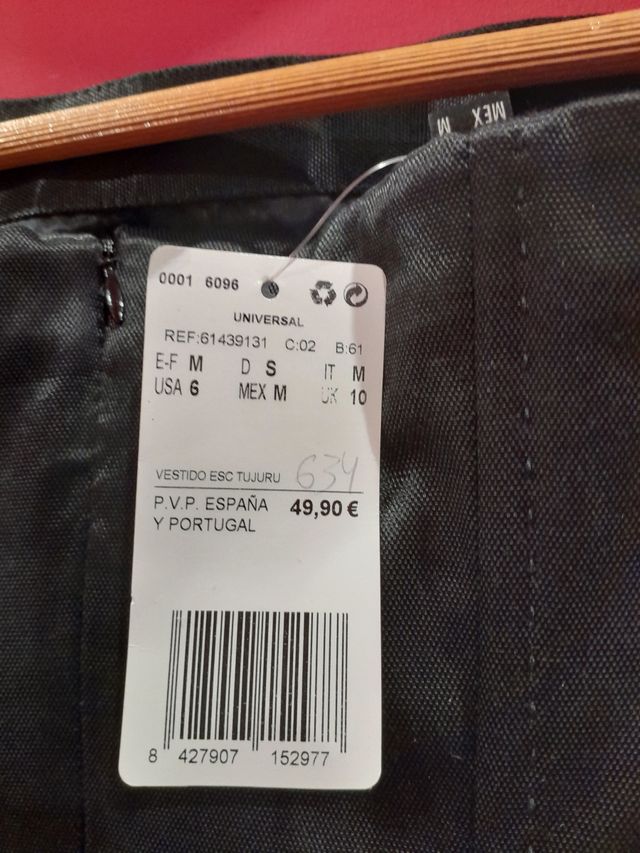 MEX
M
0001 6096
UNIVERSAL
REF:61439131 C:02 B:61
E-F M D S IT M
USA 6 MEX M UK 10
VESTIDO ESC TUJURU 634
P.V.P. ESPAÑA 49,90 €
Y PORTUGAL
8 427907 152977